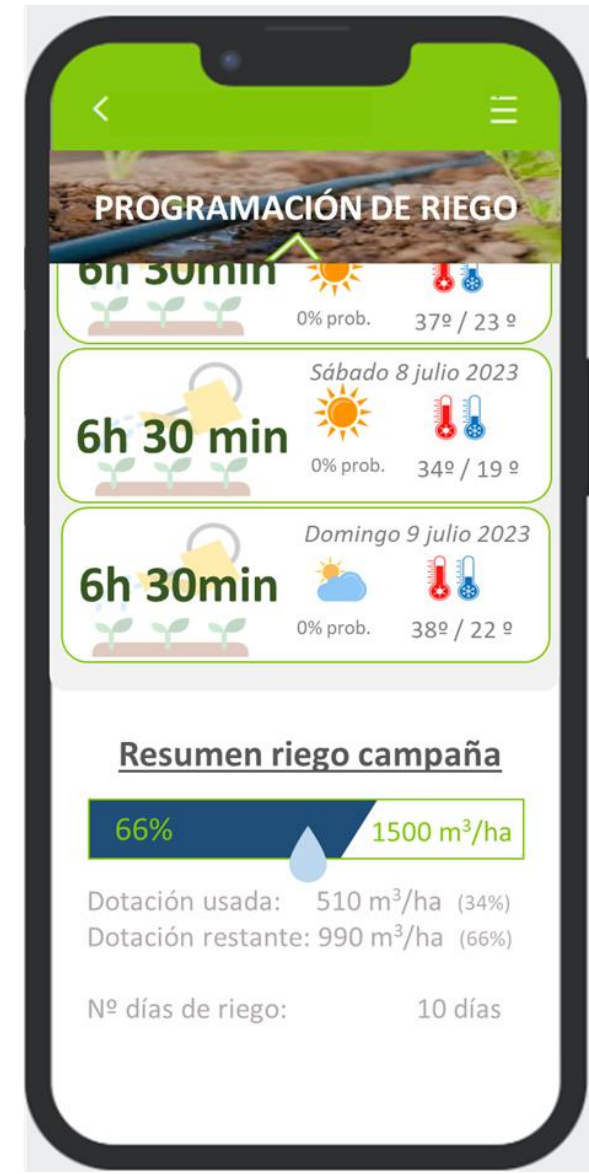 PROGRAMACIÓN DE RIEGO
6h 30min
0% prob. 37º / 23 º
Sábado 8 julio 2023
6h 30 min
0% prob. 34º / 19 º
Domingo 9 julio 2023
6h 30min
0% prob. 38º / 22 º
Resumen riego campaña
66% 1500 m³/ha
Dotación usada: 510 m³/ha (34%)
Dotación restante: 990 m³/ha (66%)
Nº días de riego: 10 días